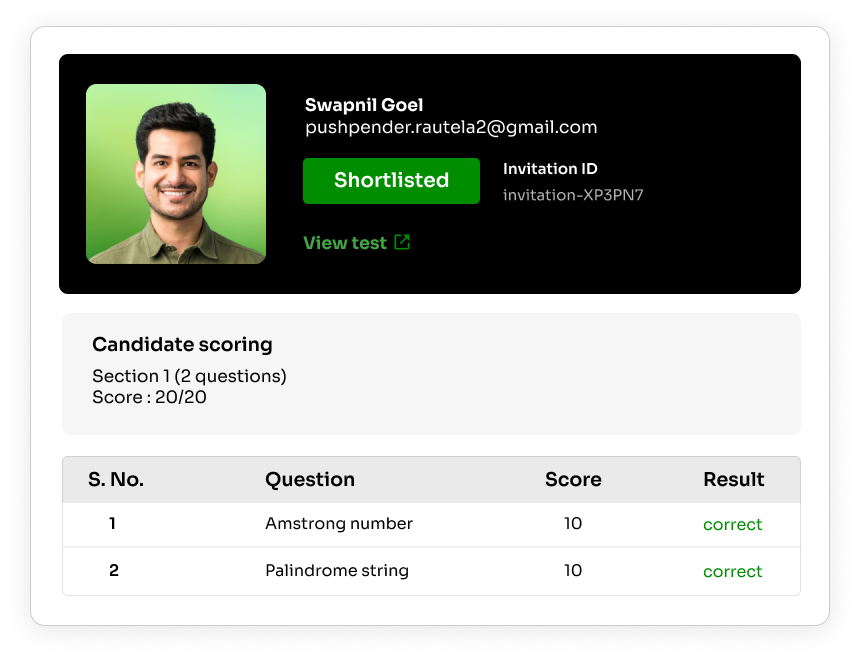 Swapnil Goel
pushpender.rautela2@gmail.com
Shortlisted
Invitation ID
invitation-XP3PN7
View test
Candidate scoring
Section 1 (2 questions)
Score : 20/20
S. No. Question Score Result
1 Amstrong number 10 correct
2 Palindrome string 10 correct